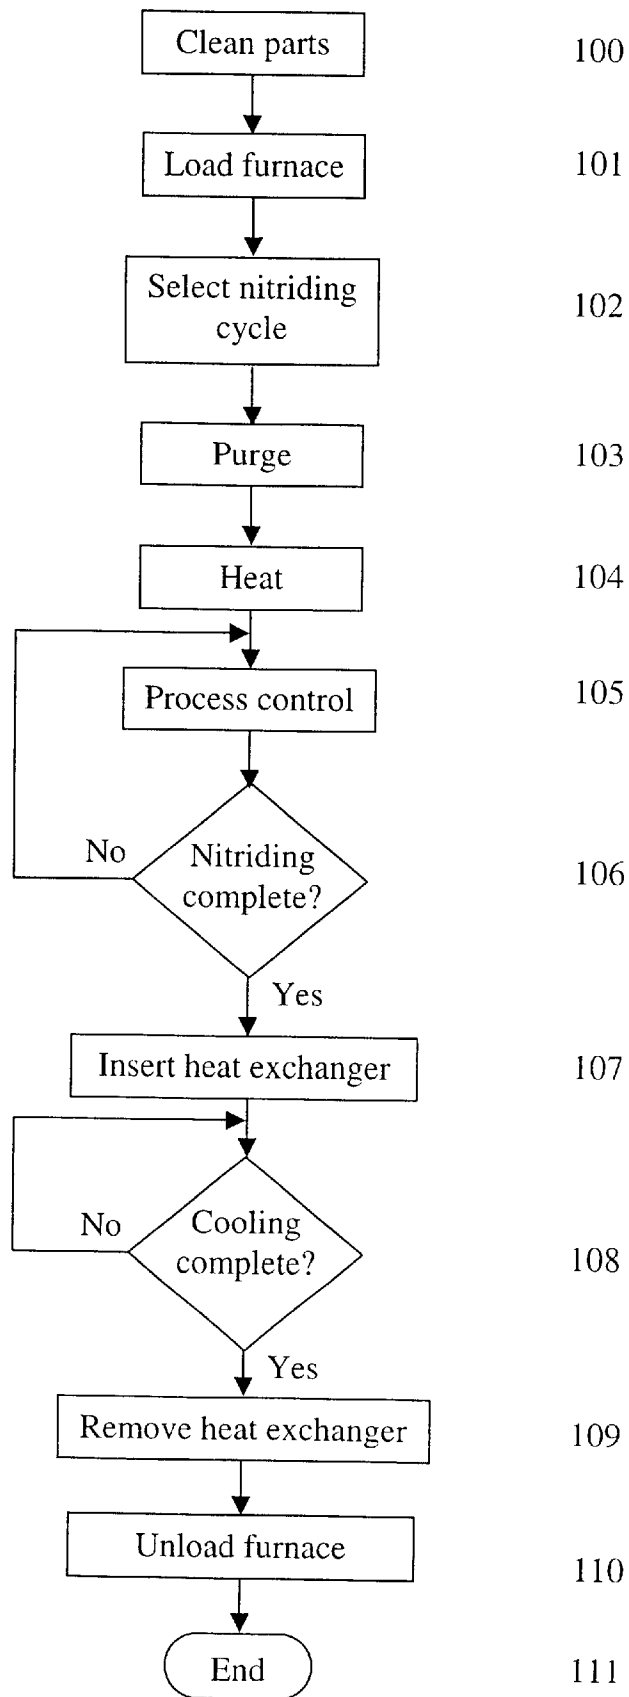 Clean parts 100
Load furnace 101
Select nitriding
cycle 102
Purge 103
Heat 104
Process control 105
No
Nitriding
complete? 106
Yes
Insert heat exchanger 107
No
Cooling
complete? 108
Yes
Remove heat exchanger 109
Unload furnace 110
End 111